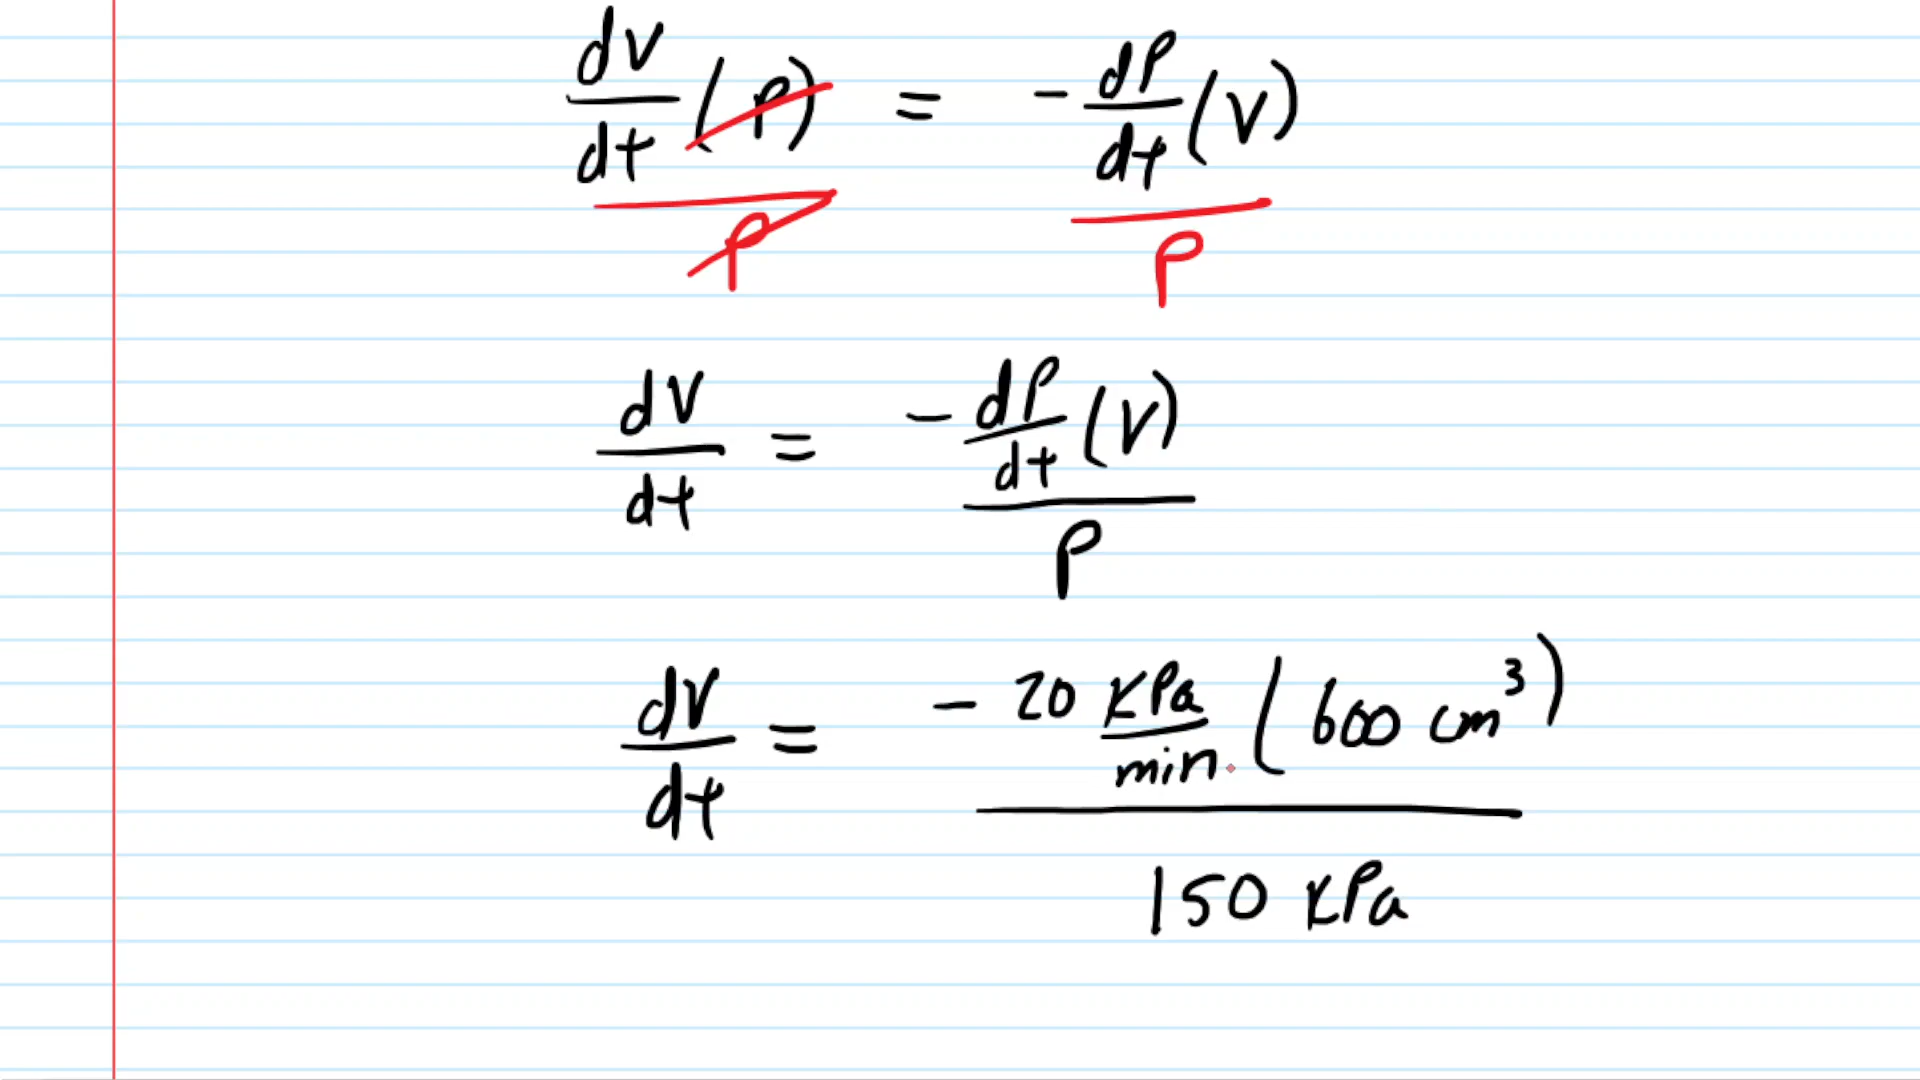 dV/dt (P) = - dP/dt (V)
P P
dV/dt = - dP/dt (V)
P
dV/dt = - 20 KPa/min. (600 cm³)
150 KPa